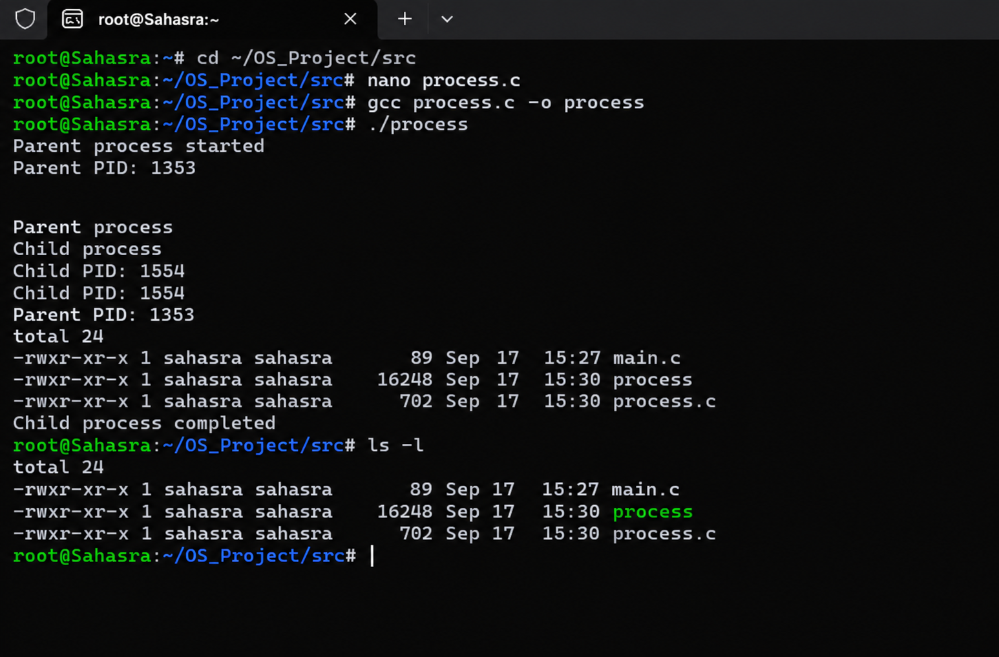 root@Sahasra:~
root@Sahasra:~# cd ~/OS_Project/src
root@Sahasra:~/OS_Project/src# nano process.c
root@Sahasra:~/OS_Project/src# gcc process.c -o process
root@Sahasra:~/OS_Project/src# ./process
Parent process started
Parent PID: 1353
Parent process
Child process
Child PID: 1554
Child PID: 1554
Parent PID: 1353
total 24
-rwxr-xr-x 1 sahasra sahasra    89 Sep 17  15:27 main.c
-rwxr-xr-x 1 sahasra sahasra 16248 Sep 17  15:30 process
-rwxr-xr-x 1 sahasra sahasra   702 Sep 17  15:30 process.c
Child process completed
root@Sahasra:~/OS_Project/src# ls -l
total 24
-rwxr-xr-x 1 sahasra sahasra    89 Sep 17  15:27 main.c
-rwxr-xr-x 1 sahasra sahasra 16248 Sep 17  15:30 process
-rwxr-xr-x 1 sahasra sahasra   702 Sep 17  15:30 process.c
root@Sahasra:~/OS_Project/src#